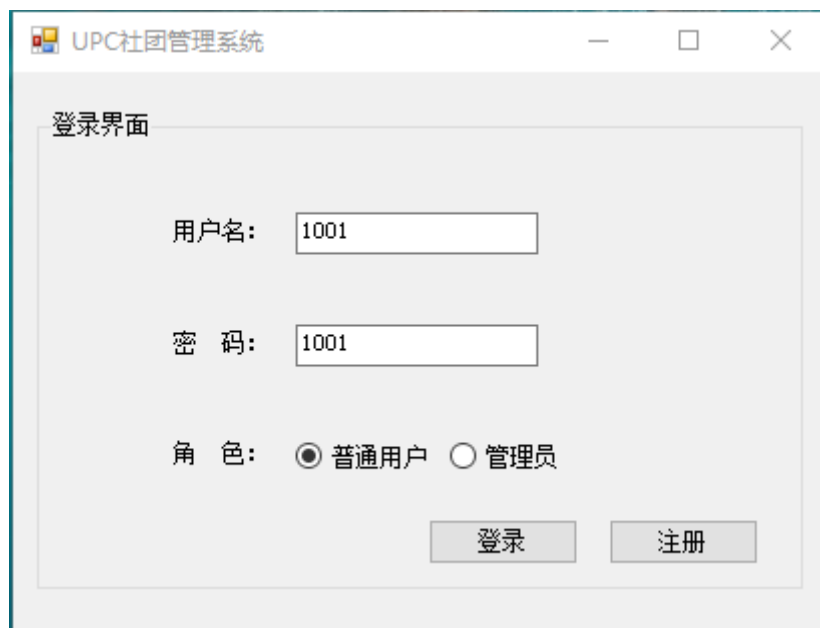 UPC社团管理系统
登录界面
用户名: 1001
密 码: 1001
角 色: 普通用户 管理员
登录 注册